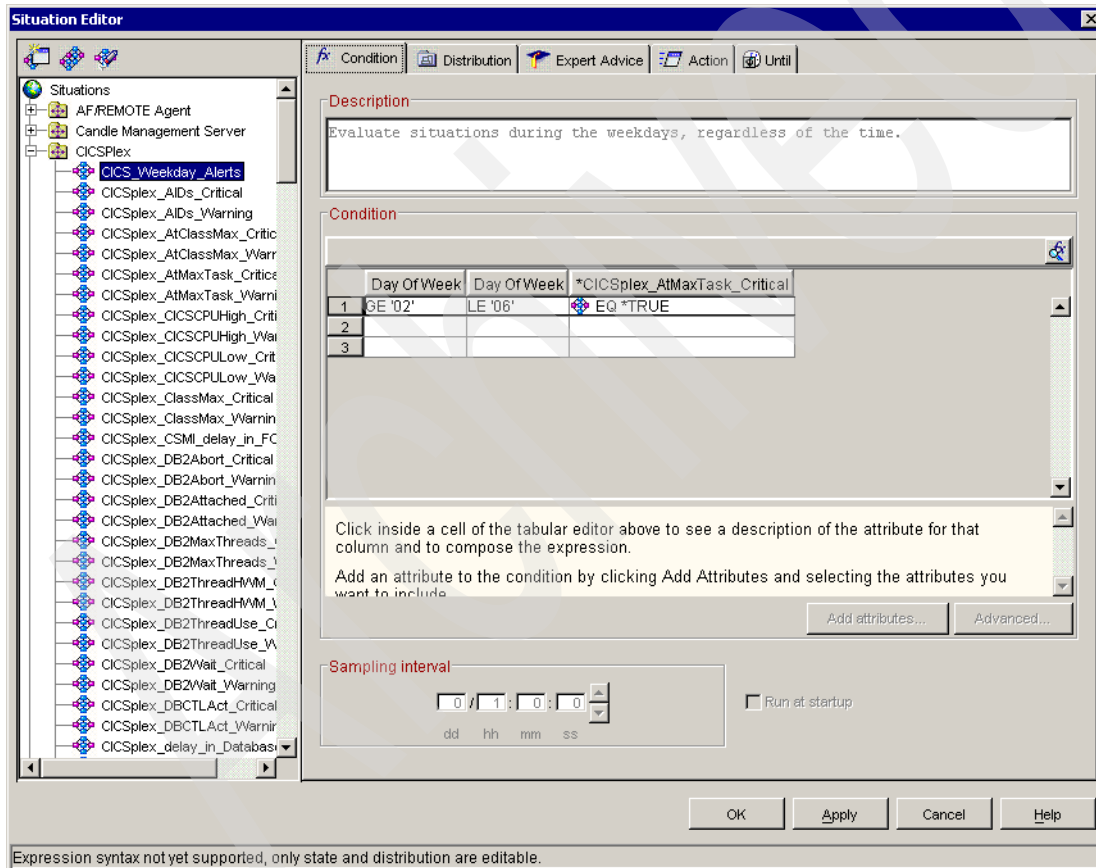 Situation Editor
Situations
AF/REMOTE Agent
Candle Management Server
CICSPlex
CICS_Weekday_Alerts
CICSplex_AIDs_Critical
CICSplex_AIDs_Warning
CICSplex_AtClassMax_Critic
CICSplex_AtClassMax_Warr
CICSplex_AtMaxTask_Critica
CICSplex_AtMaxTask_Warni
CICSplex_CICSCPUHigh_Criti
CICSplex_CICSCPUHigh_Wai
CICSplex_CICSCPULow_Crit
CICSplex_CICSCPULow_Wa
CICSplex_ClassMax_Critical
CICSplex_ClassMax_Warnin
CICSplex_CSMI_delay_in_FC
CICSplex_DB2Abort_Critical
CICSplex_DB2Abort_Warnin
CICSplex_DB2Attached_Criti
CICSplex_DB2Attached_Wai
CICSplex_DB2MaxThreads_
CICSplex_DB2MaxThreads_
CICSplex_DB2ThreadHWM_
CICSplex_DB2ThreadHWM_
CICSplex_DB2ThreadUse_Cr
CICSplex_DB2ThreadUse_W
CICSplex_DB2Wait_Critical
CICSplex_DB2Wait_Warning
CICSplex_DBCTLAct_Critical
CICSplex_DBCTLAct_Warnir
CICSplex_delay_in_Databas
Condition Distribution Expert Advice Action Until
Description
Evaluate situations during the weekdays, regardless of the time.
Condition
Day Of Week Day Of Week *CICSplex_AtMaxTask_Critical
1 GE '02' LE '06' EQ *TRUE
2
3
Click inside a cell of the tabular editor above to see a description of the attribute for that
column and to compose the expression.
Add an attribute to the condition by clicking Add Attributes and selecting the attributes you
want to include
Add attributes... Advanced...
Sampling interval
0 / 1 : 0 : 0
dd hh mm ss
Run at startup
OK Apply Cancel Help
Expression syntax not yet supported, only state and distribution are editable.